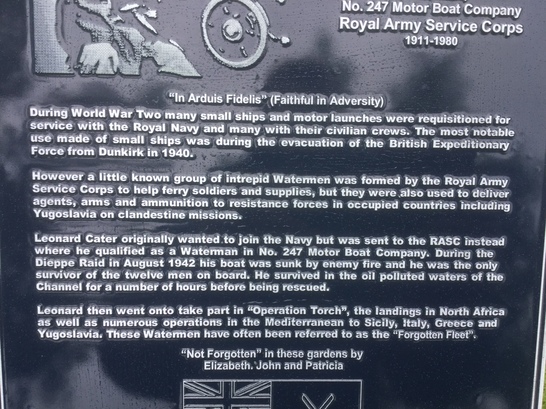 No. 247 Motor Boat Company
Royal Army Service Corps
1911-1980
“In Arduis Fidelis” (Faithful in Adversity)
During World War Two many small ships and motor launches were requisitioned for
service with the Royal Navy and many with their civilian crews. The most notable
use made of small ships was during the evacuation of the British Expeditionary
Force from Dunkirk in 1940.
However a little known group of intrepid Watermen was formed by the Royal Army
Service Corps to help ferry soldiers and supplies, but they were also used to deliver
agents, arms and ammunition to resistance forces in occupied countries including
Yugoslavia on clandestine missions.
Leonard Cater originally wanted to join the Navy but was sent to the RASC instead
where he qualified as a Waterman in No. 247 Motor Boat Company. During the
Dieppe Raid in August 1942 his boat was sunk by enemy fire and he was the only
survivor of the twelve men on board. He survived in the oil polluted waters of the
Channel for a number of hours before being rescued.
Leonard then went onto take part in “Operation Torch”, the landings in North Africa
as well as numerous operations in the Mediterranean to Sicily, Italy, Greece and
Yugoslavia. These Watermen have often been referred to as the “Forgotten Fleet”.
“Not Forgotten” in these gardens by
Elizabeth, John and Patricia